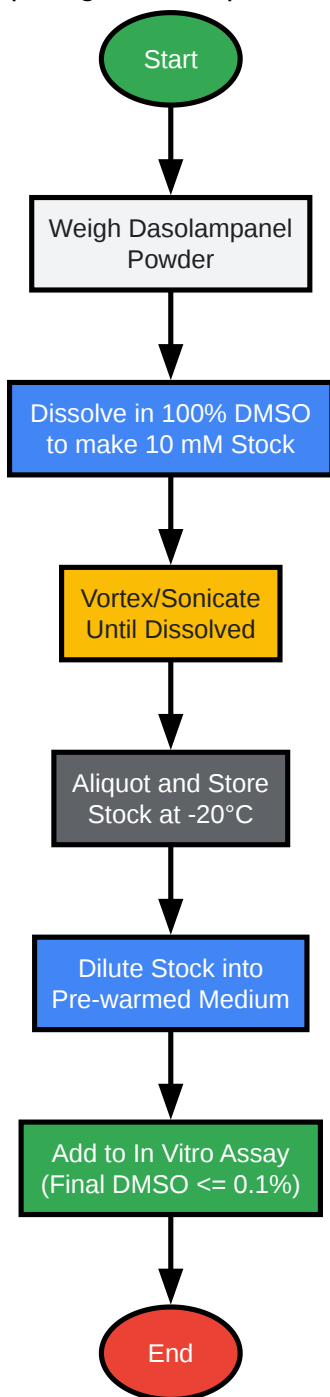 Start
Weigh Dasolampanel
Powder
Dissolve in 100% DMSO
to make 10 mM Stock
Vortex/Sonicate
Until Dissolved
Aliquot and Store
Stock at -20°C
Dilute Stock into
Pre-warmed Medium
Add to In Vitro Assay
(Final DMSO <= 0.1%)
End